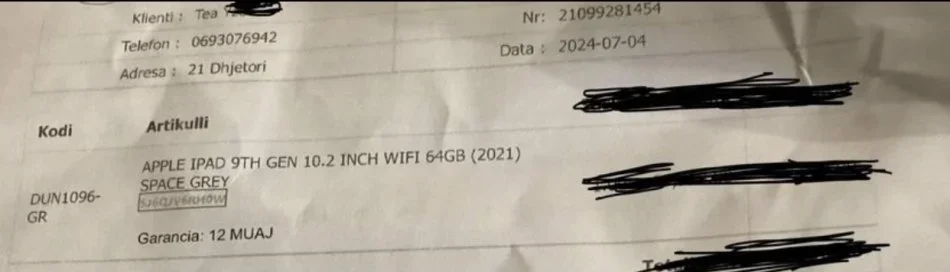 Klienti : Tea
Nr: 21099281454
Telefon : 0693076942
Data : 2024-07-04
Adresa : 21 Dhjetori
Kodi Artikulli
APPLE IPAD 9TH GEN 10.2 INCH WIFI 64GB (2021)
SPACE GREY
DUN1096-
GR
Garancia: 12 MUAJ